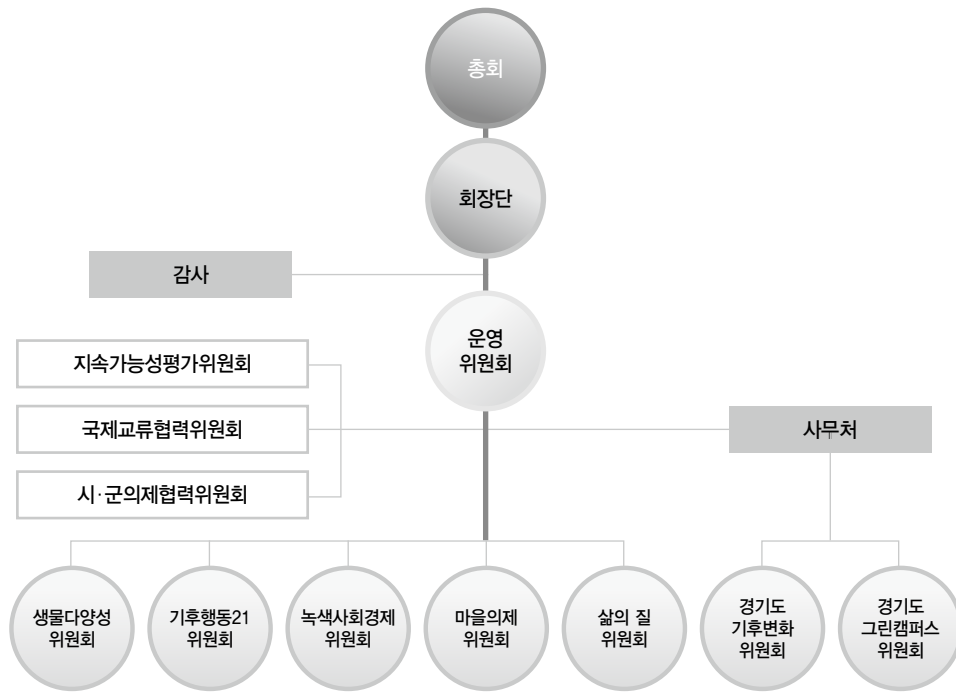 총회
회장단
감사
운영
위원회
지속가능성평가위원회
국제교류협력위원회
사무처
시·군의제협력위원회
생물다양성
위원회
기후행동21
위원회
녹색사회경제
위원회
마을의제
위원회
삶의 질
위원회
경기도
기후변화
위원회
경기도
그린캠퍼스
위원회